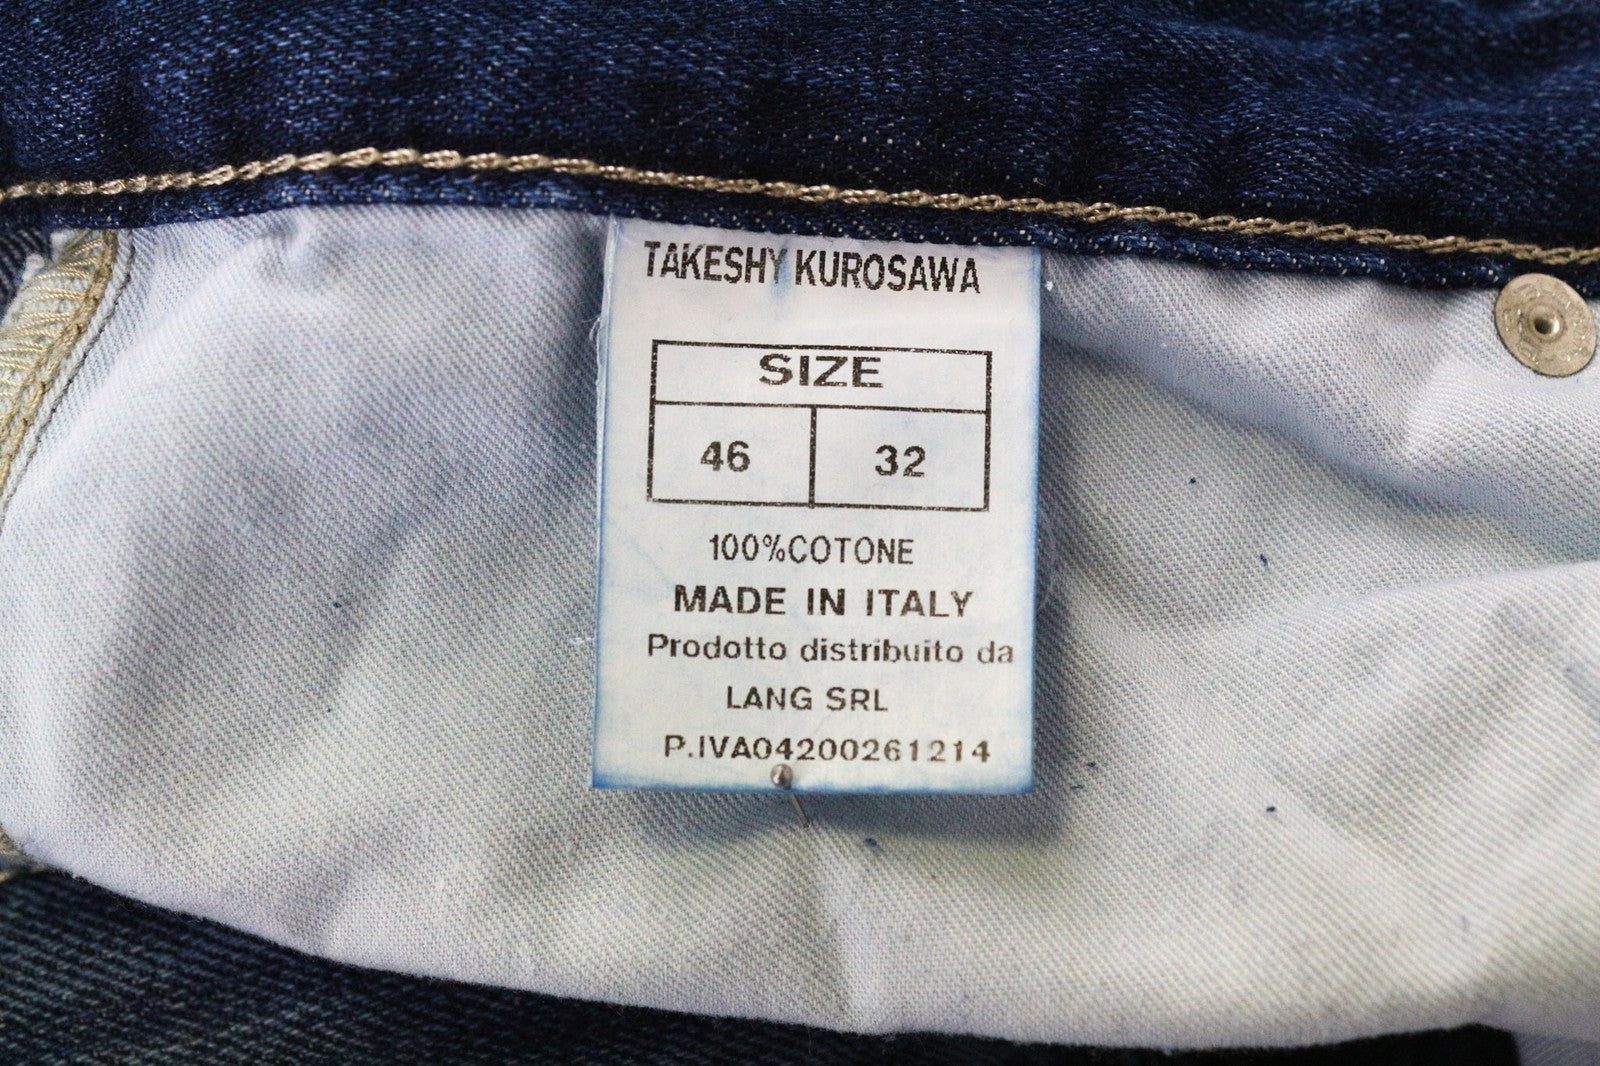 TAKESHY KUROSAWA
SIZE
46 32
100%COTONE
MADE IN ITALY
Prodotto distribuito da
LANG SRL
P.IVA04200261214